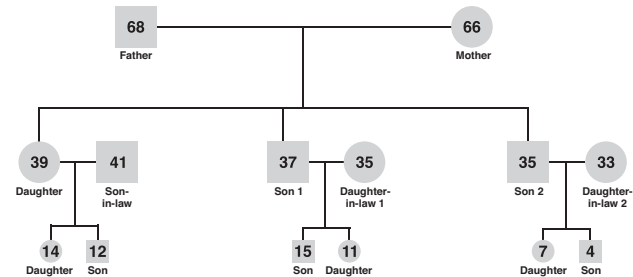 68
66
Father
Mother
39
41
37
35
35
33
Daughter
Son-
in-law
Son 1
Daughter-
in-law 1
Son 2
Daughter-
in-law 2
14
12
15
11
7
4
Daughter
Son
Son
Daughter
Daughter
Son